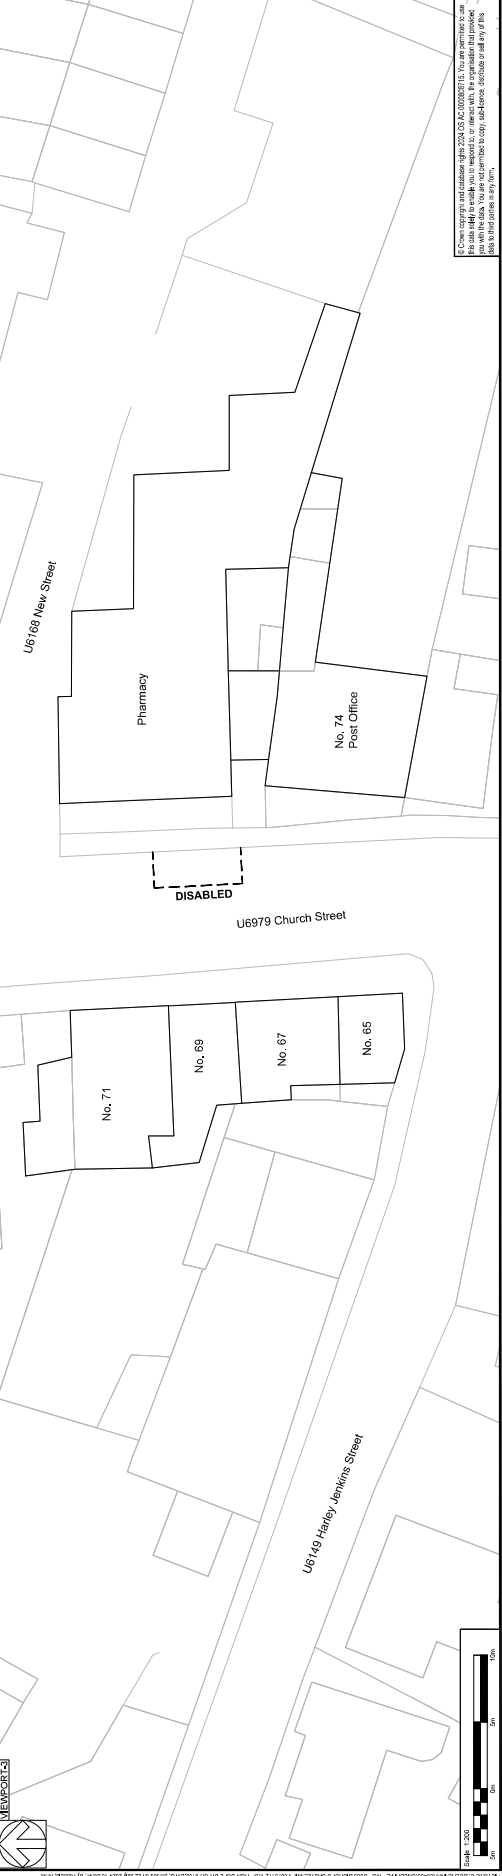 © Crown copyright and database rights 2024 OS AC 0000808715. You are permitted to use
this data solely to enable you to respond to, or interact with, the organisation that provided
you with the data. You are not permitted to copy, sub-licence, distribute or sell any of this
data to third parties in any form.
U6168 New Street
Pharmacy
No. 74
Post Office
DISABLED
U6979 Church Street
No. 71
No. 69
No. 67
No. 65
U6149 Harley Jenkins Street
VIEWPORT-3
Scale 1:200
5m
0m
5m
10m